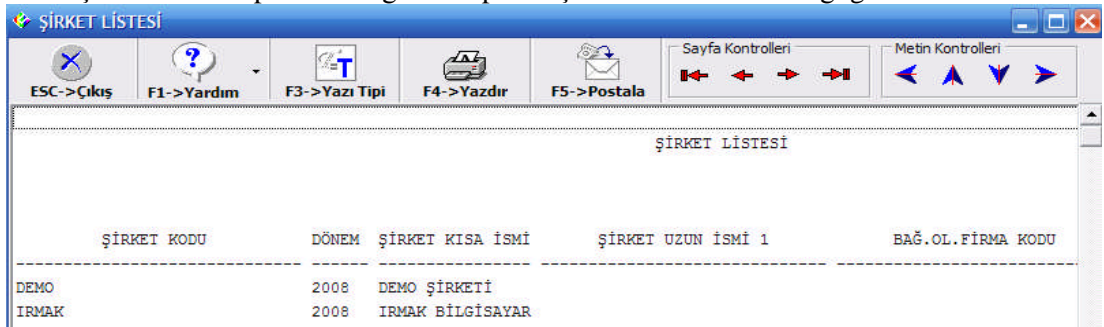 ŞİRKET LİSTESİ
ESC->Çıkış F1->Yardım F3->Yazı Tipi F4->Yazdır F5->Postala Sayfa Kontrolleri Metin Kontrolleri
ŞİRKET LİSTESİ
ŞİRKET KODU DÖNEM ŞİRKET KISA İSMİ ŞİRKET UZUN İSMİ 1 BAĞ.OL.FİRMA KODU
DEMO 2008 DEMO ŞİRKETİ
IRMAK 2008 IRMAK BİLGİSAYAR